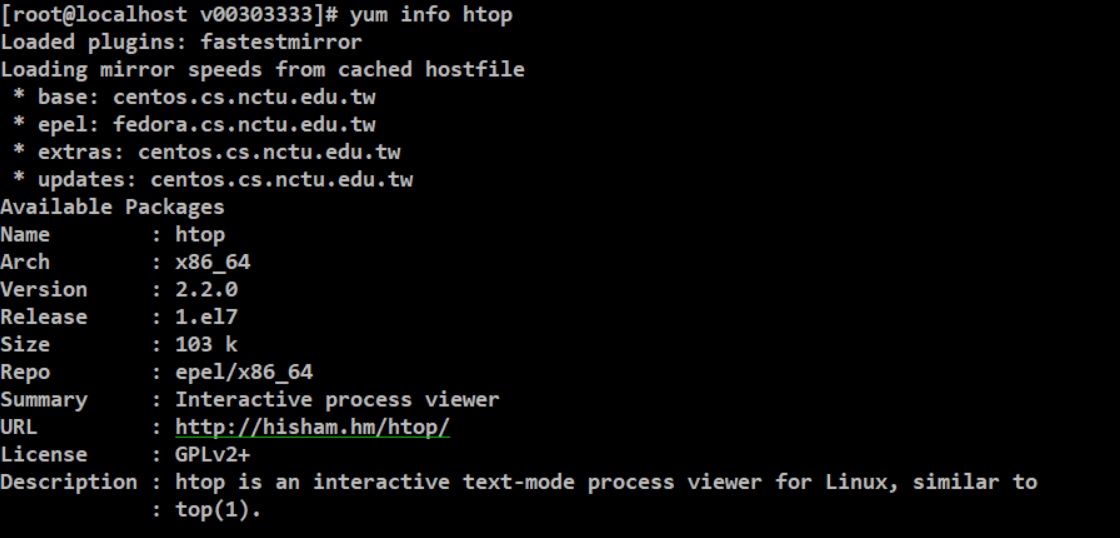 [root@localhost v00303333]# yum info htop
Loaded plugins: fastestmirror
Loading mirror speeds from cached hostfile
 * base: centos.cs.nctu.edu.tw
 * epel: fedora.cs.nctu.edu.tw
 * extras: centos.cs.nctu.edu.tw
 * updates: centos.cs.nctu.edu.tw
Available Packages
Name        : htop
Arch        : x86_64
Version     : 2.2.0
Release     : 1.el7
Size        : 103 k
Repo        : epel/x86_64
Summary     : Interactive process viewer
URL         : http://hisham.hm/htop/
License     : GPLv2+
Description : htop is an interactive text-mode process viewer for Linux, similar to
            : top(1).